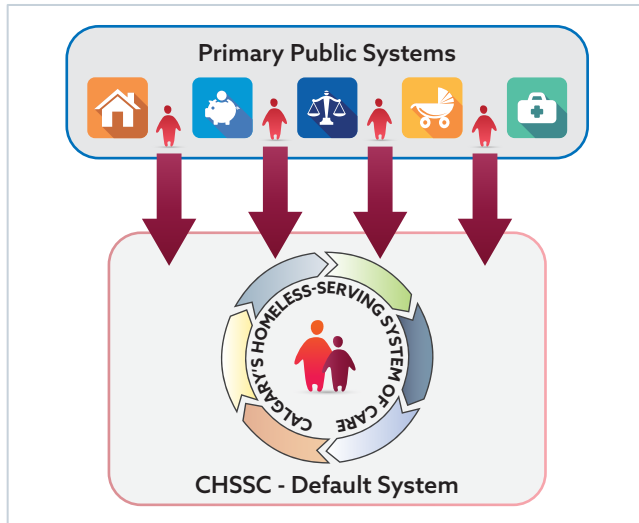 Primary Public Systems
CALGARY'S HOMELESS-SERVING SYSTEM OF CARE
CHSSC - Default System